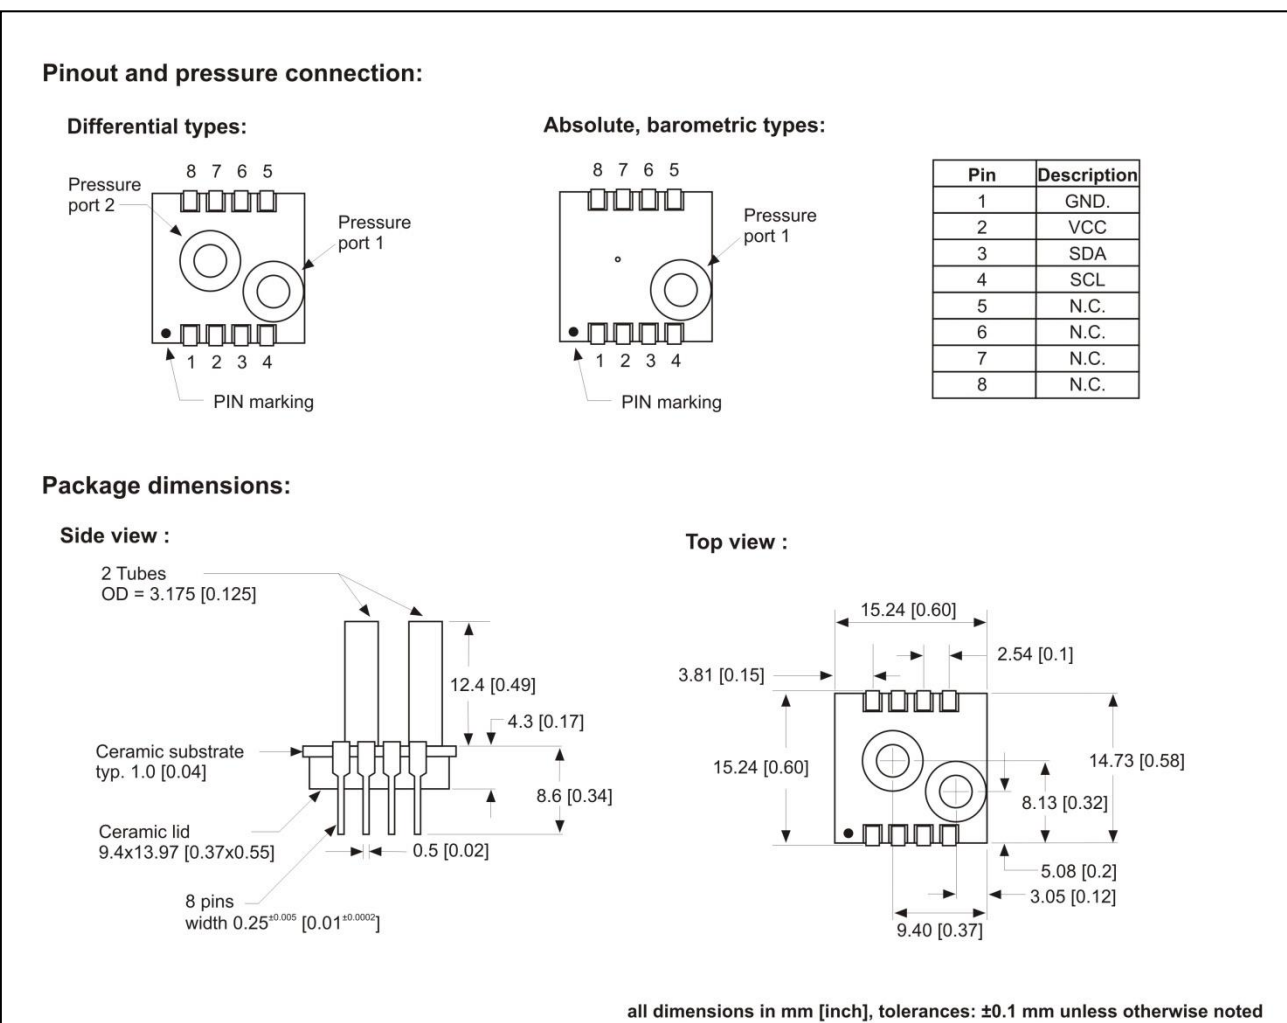 Pinout and pressure connection:
Differential types:
8 7 6 5
Pressure
port 2
Pressure
port 1
1 2 3 4
PIN marking
Absolute, barometric types:
8 7 6 5
Pressure
port 1
1 2 3 4
PIN marking
Pin Description
1 GND.
2 VCC
3 SDA
4 SCL
5 N.C.
6 N.C.
7 N.C.
8 N.C.
Package dimensions:
Side view :
2 Tubes
OD = 3.175 [0.125]
12.4 [0.49]
4.3 [0.17]
Ceramic substrate
typ. 1.0 [0.04]
8.6 [0.34]
Ceramic lid
9.4x13.97 [0.37x0.55]
0.5 [0.02]
8 pins
width 0.25±0.005 [0.01±0.0002]
Top view :
15.24 [0.60]
2.54 [0.1]
3.81 [0.15]
15.24 [0.60]
14.73 [0.58]
8.13 [0.32]
5.08 [0.2]
3.05 [0.12]
9.40 [0.37]
all dimensions in mm [inch], tolerances: ±0.1 mm unless otherwise noted